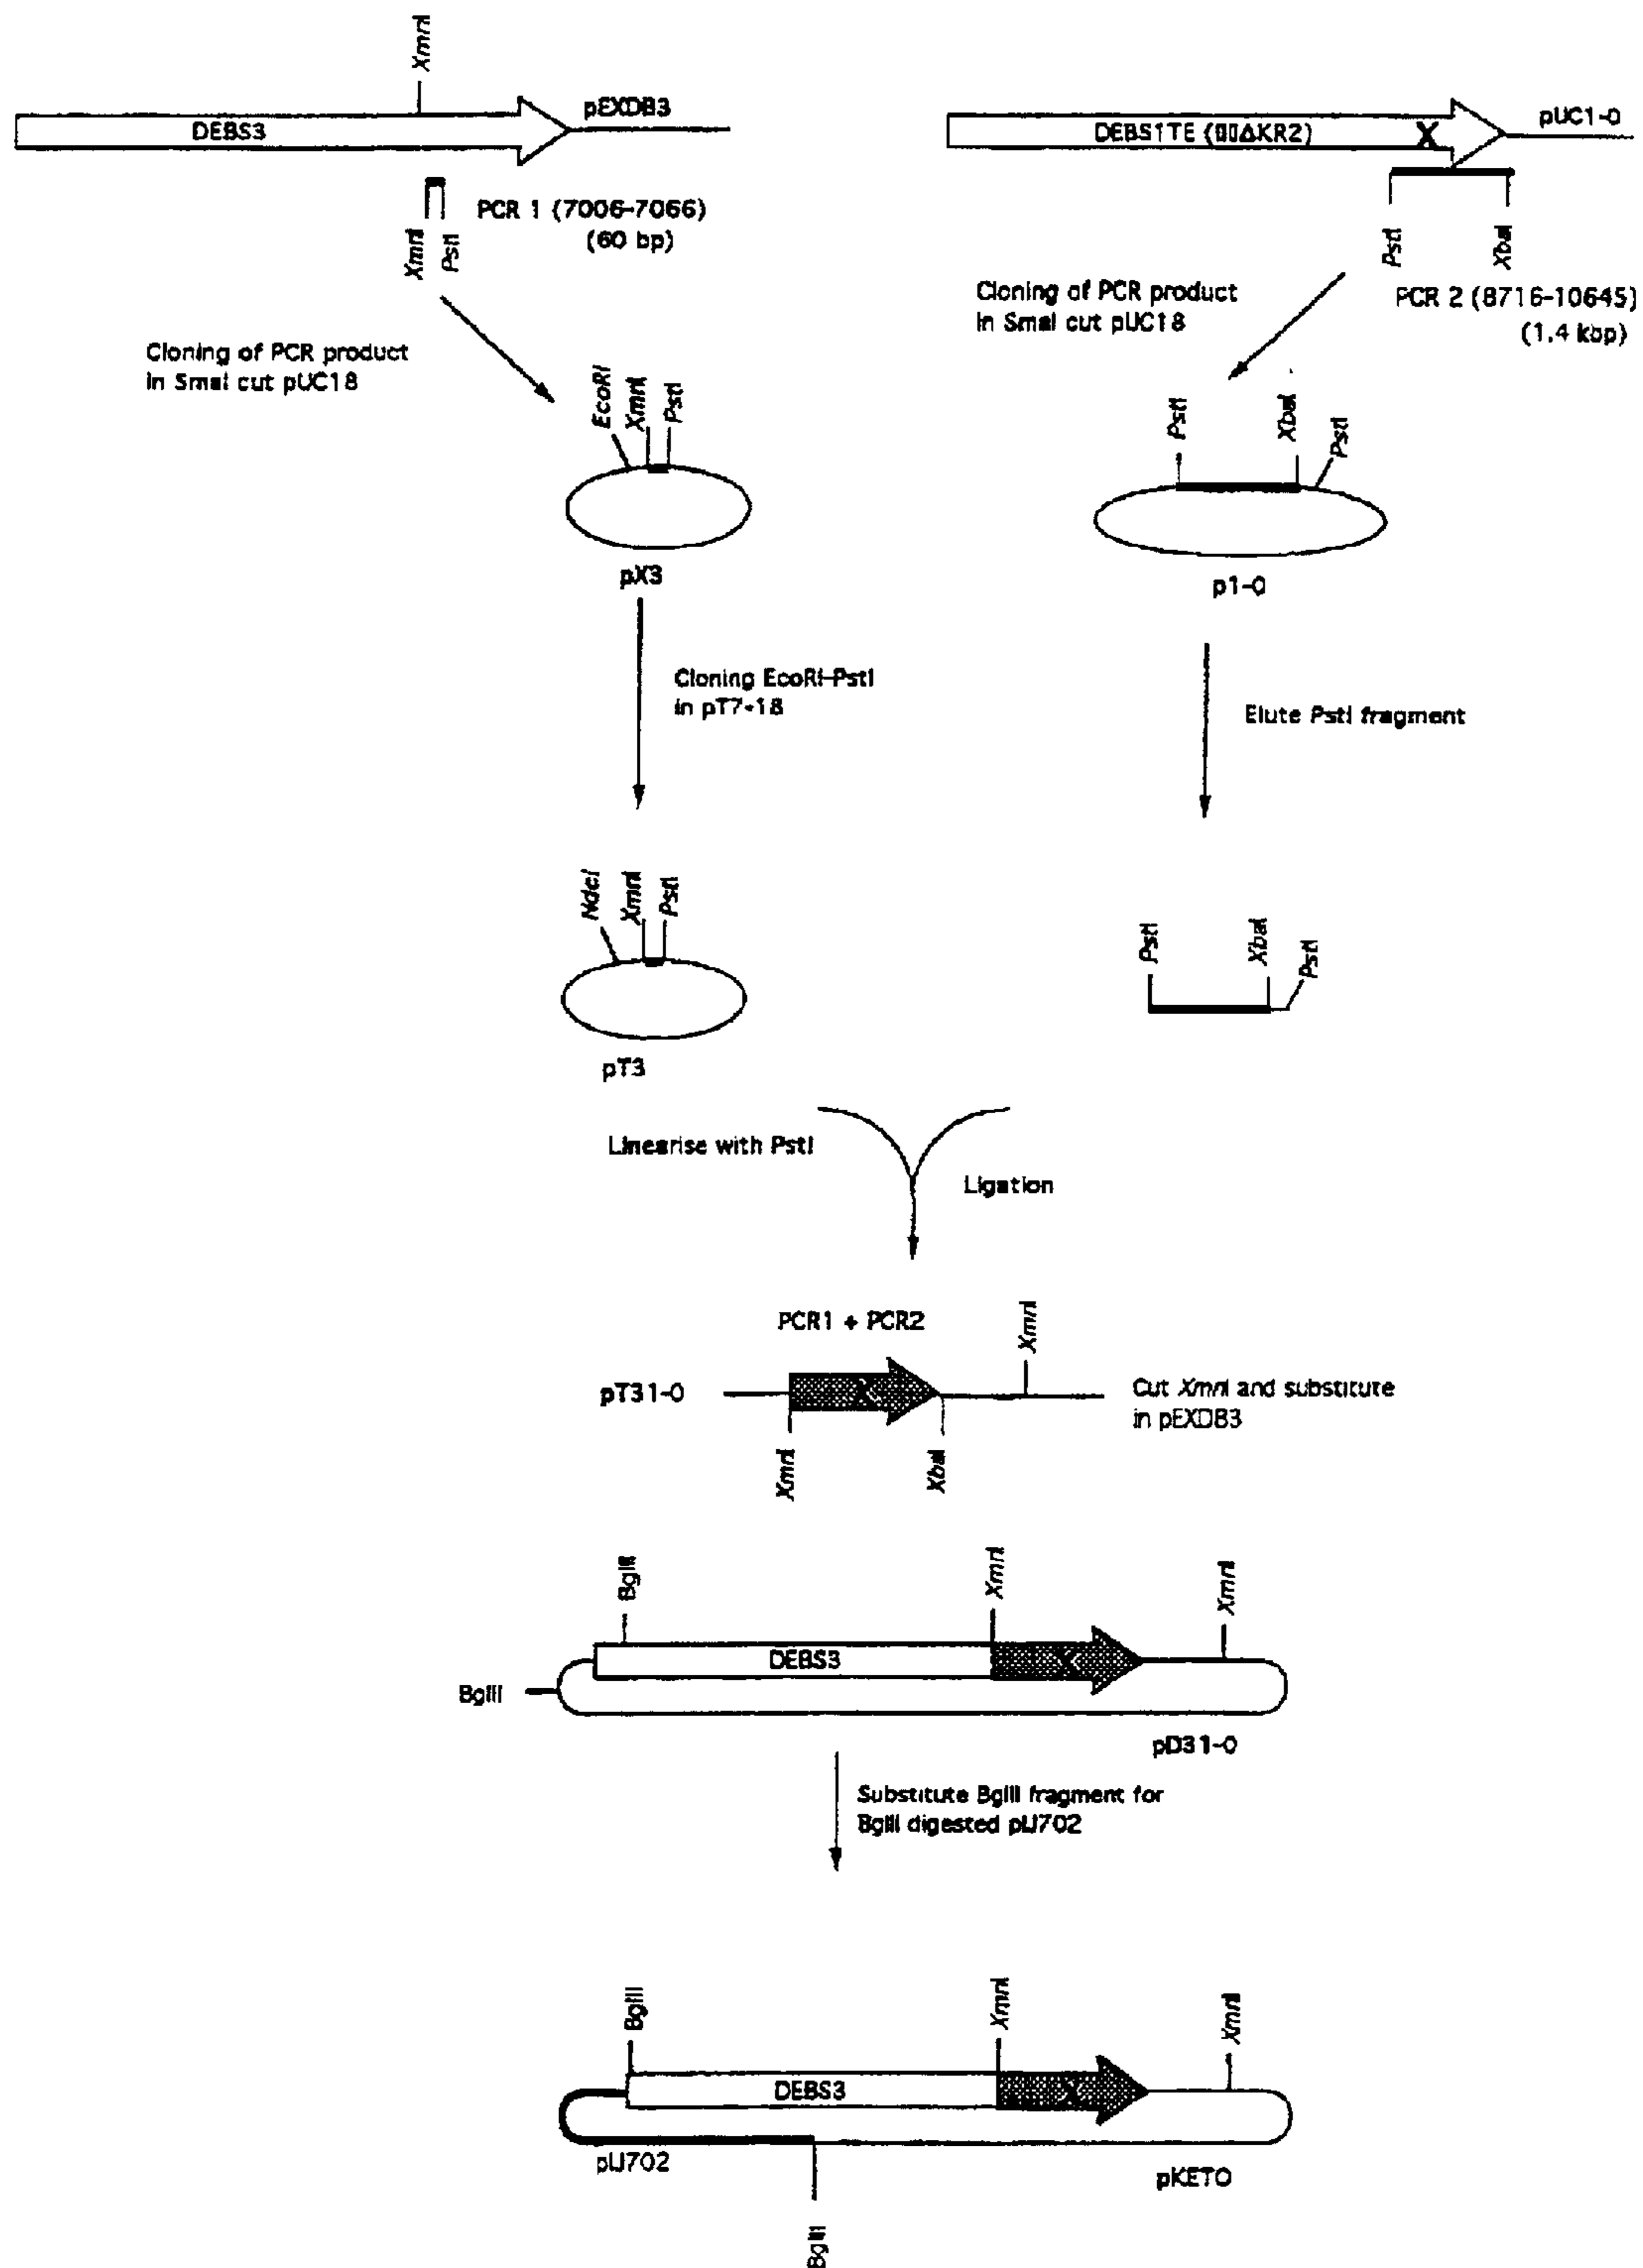 XmnI
pEXDB3
DEBS3
PCR 1 (7006-7066)
(60 bp)
XmnI
PstI
Cloning of PCR product
in SmaI cut pUC18
pUC1-0
DEBS1TE (▯▯ΔKR2)
X
PstI
XbaI
Cloning of PCR product
in SmaI cut pUC18
PCR 2 (8716-10645)
(1.4 kbp)
EcoRI
XmnI
PstI
pX3
PstI
XbaI
PstI
p1-0
Cloning EcoRI-PstI
in pT7-18
Elute PstI fragment
NdeI
XmnI
PstI
pT3
PstI
XbaI
PstI
Linearise with PstI
Ligation
PCR1 + PCR2
XmnI
pT31-0
X
Cut XmnI and substitute
in pEXDB3
XmnI
XbaI
BglII
XmnI
XmnI
DEBS3
X
BglII
pD31-0
Substitute BglII fragment for
BglII digested pIJ702
BglII
XmnI
XmnI
DEBS3
X
pIJ702
pKETO
BglII